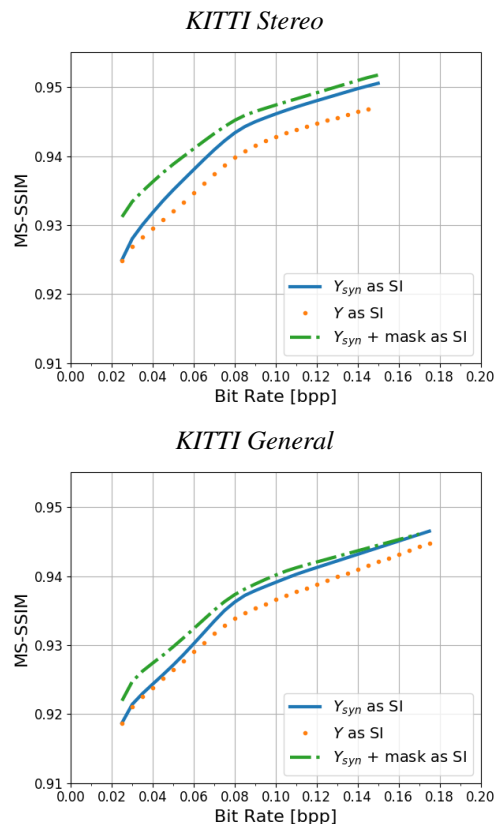 KITTI Stereo
0.95
0.94
0.93
0.92
0.91
MS-SSIM
Y_syn as SI
Y as SI
Y_syn + mask as SI
0.00 0.02 0.04 0.06 0.08 0.10 0.12 0.14 0.16 0.18 0.20
Bit Rate [bpp]
KITTI General
0.95
0.94
0.93
0.92
0.91
MS-SSIM
Y_syn as SI
Y as SI
Y_syn + mask as SI
0.00 0.02 0.04 0.06 0.08 0.10 0.12 0.14 0.16 0.18 0.20
Bit Rate [bpp]